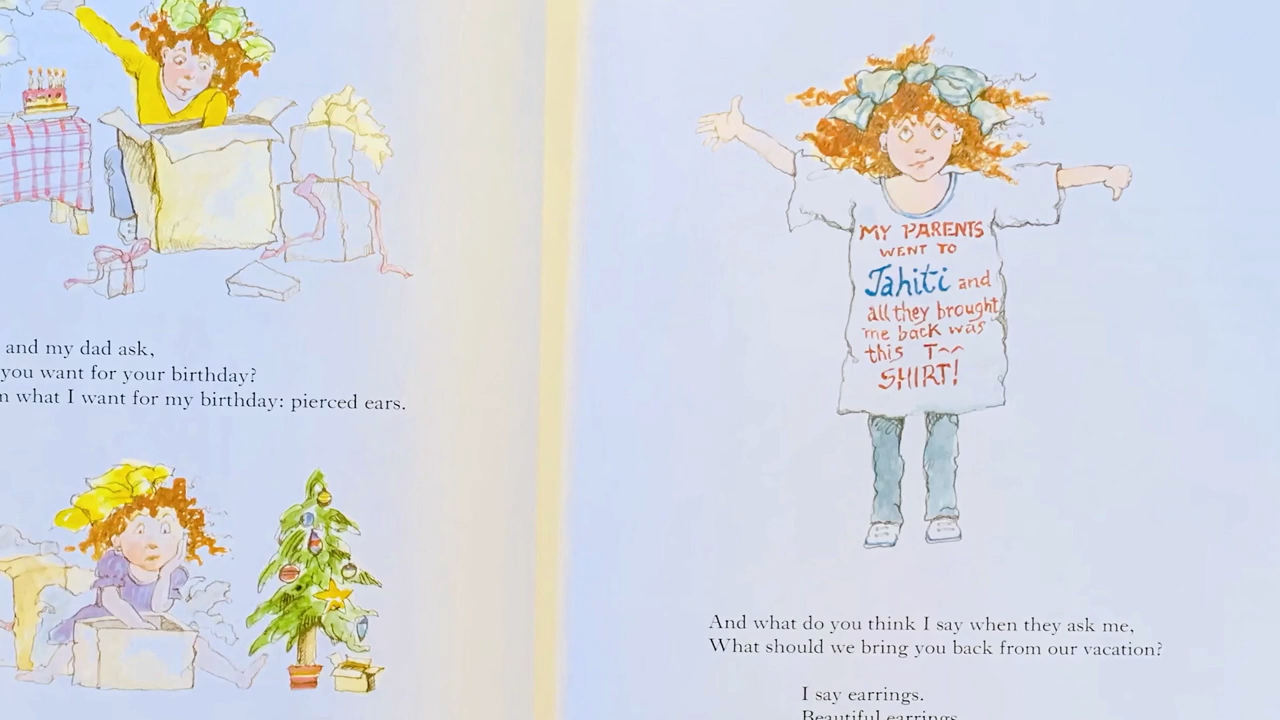 and my dad ask,
you want for your birthday?
what I want for my birthday: pierced ears.
MY PARENTS
WENT TO
Tahiti and
all they brought
me back was
this T~~
SHIRT!
And what do you think I say when they ask me,
What should we bring you back from our vacation?
I say earrings.
Beautiful earrings